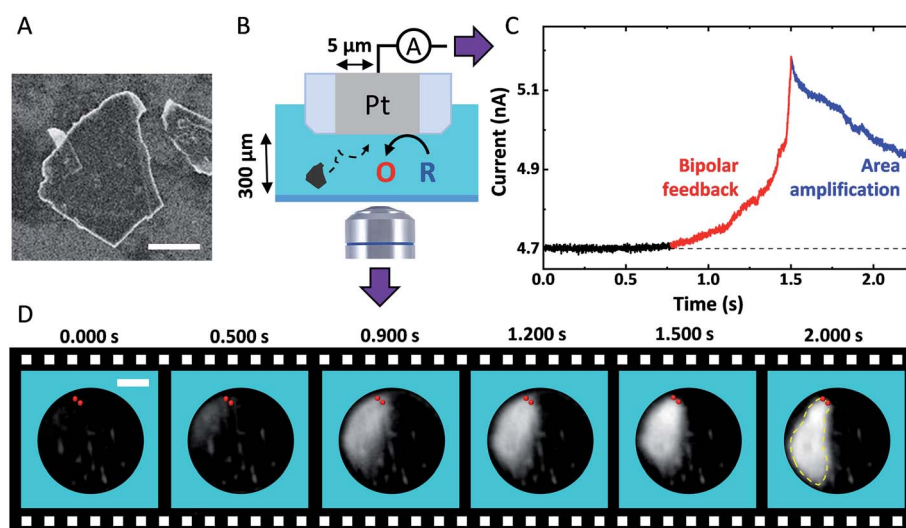 A
B
5 μm
A
Pt
300 μm
O
R
C
Current (nA)
5.1
4.9
4.7
Bipolar
feedback
Area
amplification
0.0
0.5
1.0
1.5
2.0
Time (s)
D
0.000 s
0.500 s
0.900 s
1.200 s
1.500 s
2.000 s